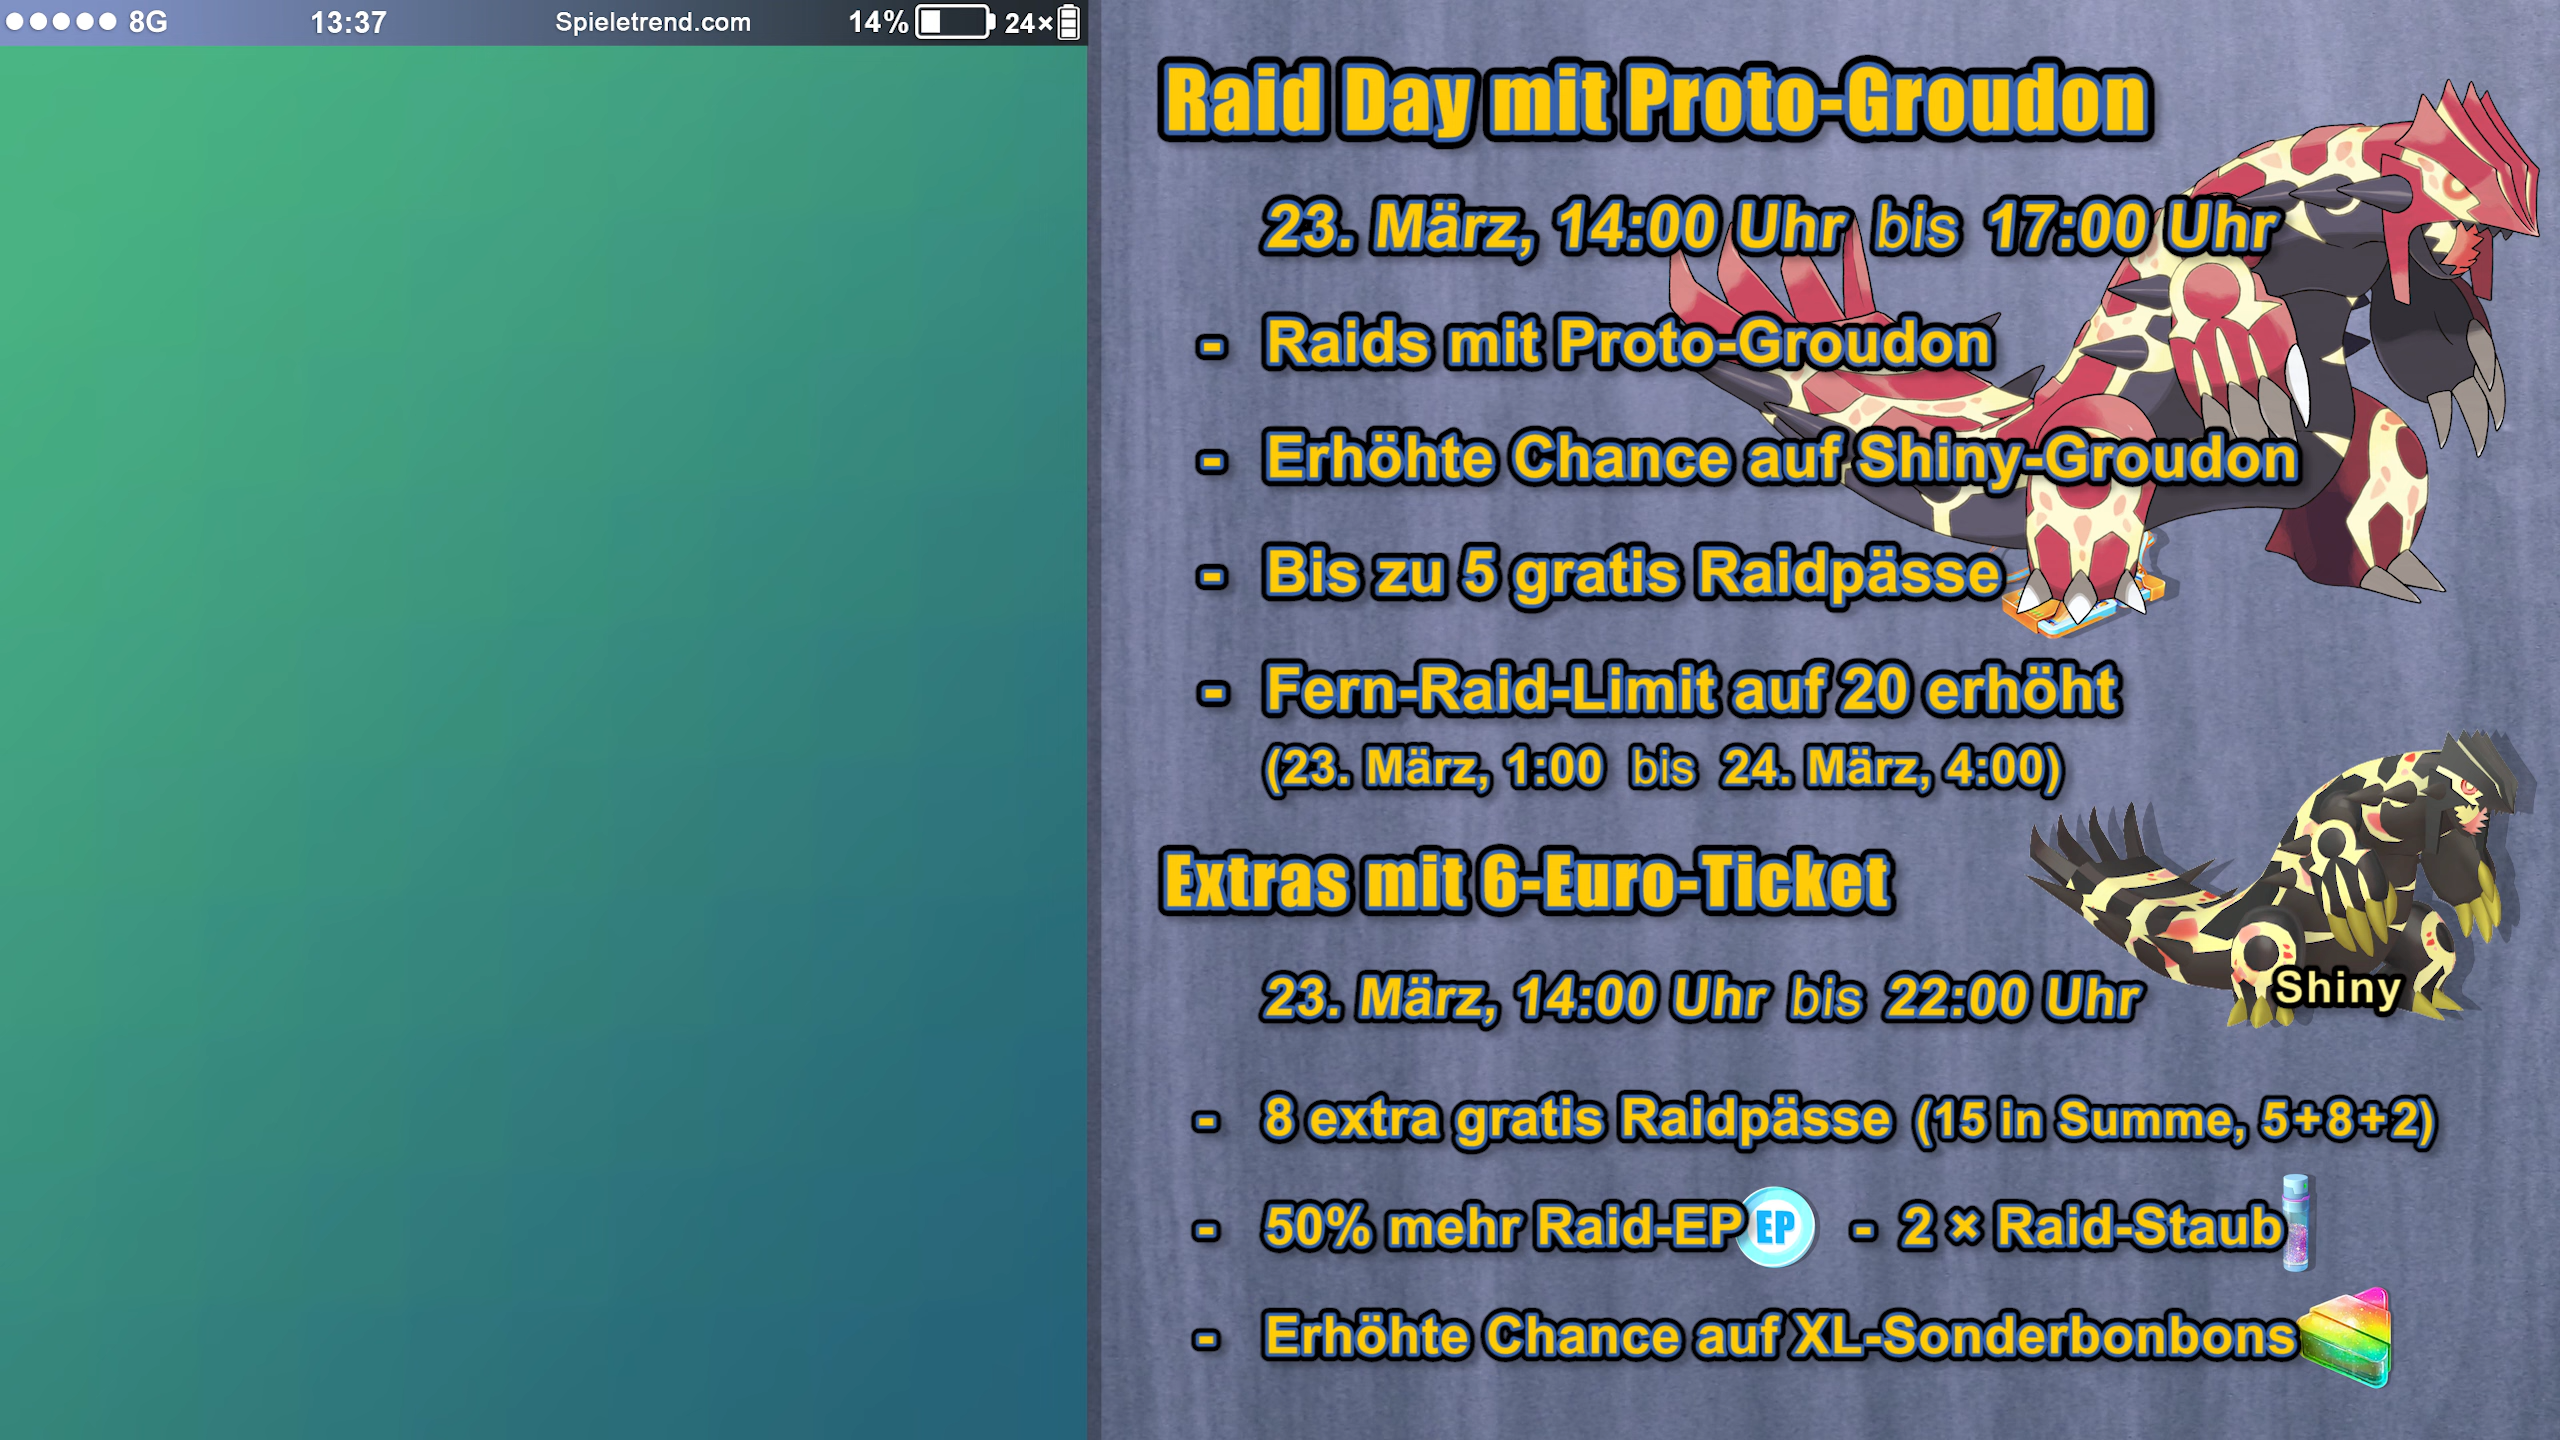 8G 13:37 Spieletrend.com 14% 24×
Raid Day mit Proto-Groudon
23. März, 14:00 Uhr bis 17:00 Uhr
- Raids mit Proto-Groudon
- Erhöhte Chance auf Shiny-Groudon
- Bis zu 5 gratis Raidpässe
- Fern-Raid-Limit auf 20 erhöht
(23. März, 1:00 bis 24. März, 4:00)
Extras mit 6-Euro-Ticket
Shiny
23. März, 14:00 Uhr bis 22:00 Uhr
- 8 extra gratis Raidpässe (15 in Summe, 5+8+2)
- 50% mehr Raid-EP EP - 2 × Raid-Staub
- Erhöhte Chance auf XL-Sonderbonbons